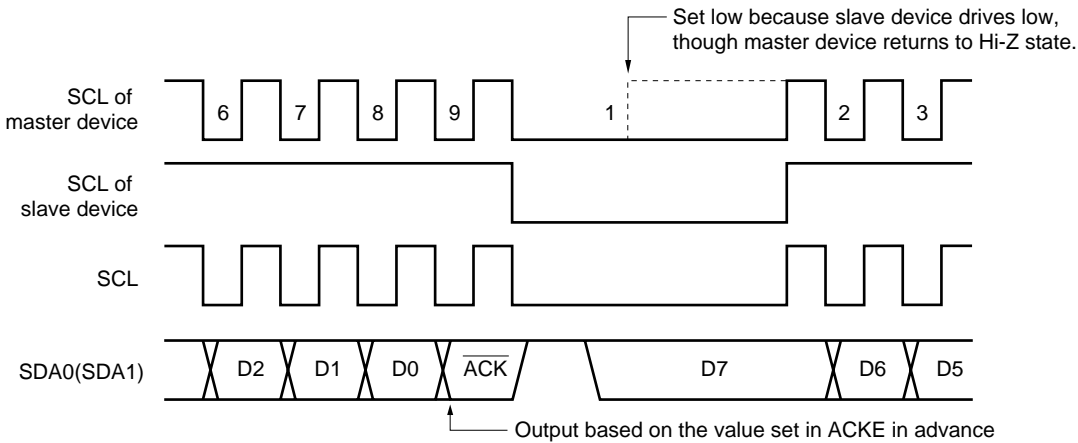 Set low because slave device drives low,
though master device returns to Hi-Z state.
SCL of
master device
6 7 8 9 1 2 3
SCL of
slave device
SCL
SDA0(SDA1)
D2 D1 D0 ACK D7 D6 D5
Output based on the value set in ACKE in advance